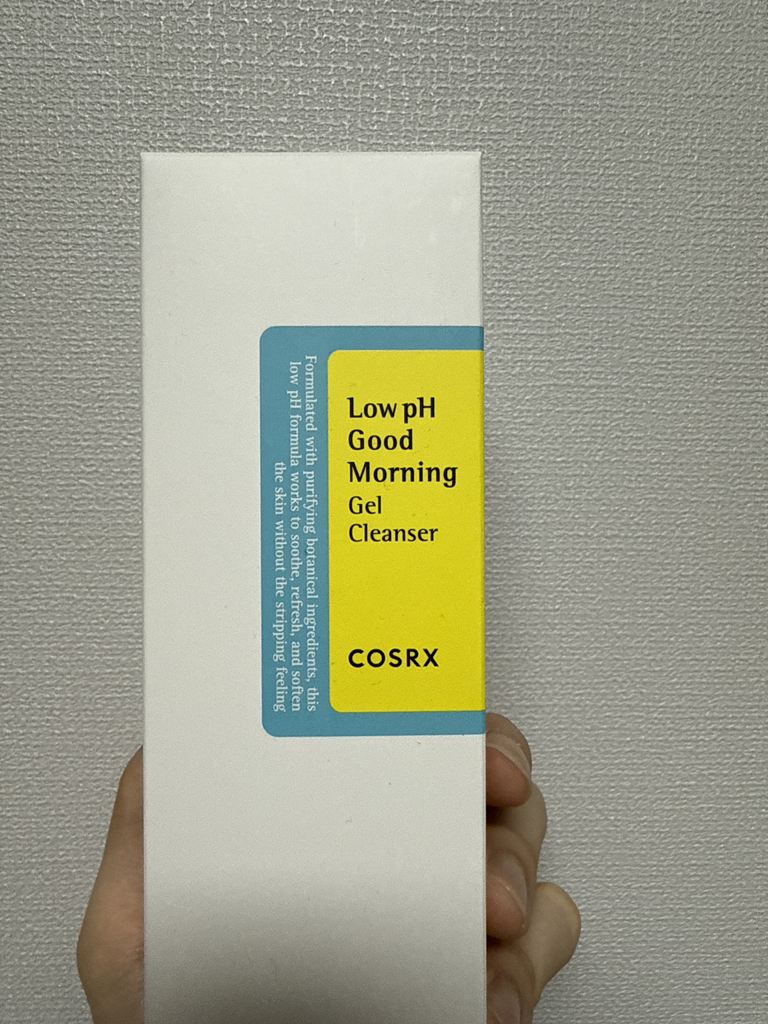 Low pH
Good
Morning
Gel
Cleanser
COSRX
Formulated with purifying botanical ingredients, this
low pH formula works to soothe, refresh, and soften
the skin without the stripping feeling